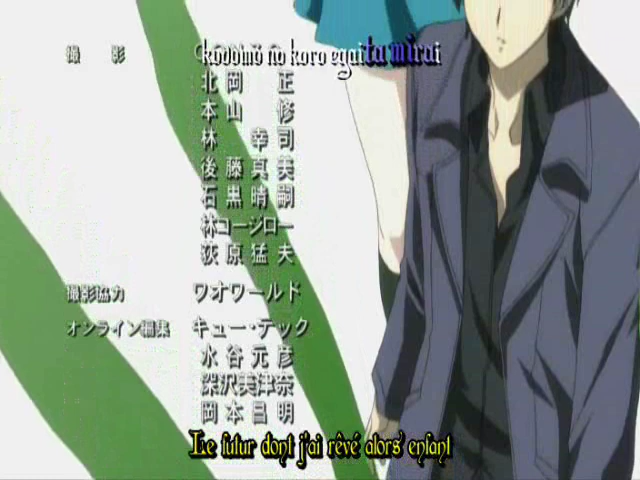 kodomo no koro egaita mirai
撮影
北岡正
本山修
林幸司
後藤真美
石黒晴嗣
林コージロー
荻原猛夫
撮影協力 ワオワールド
オンライン編集 キュー・テック
水谷元彦
深沢美津奈
岡本昌明
Le futur dont j'ai rêvé alors enfant